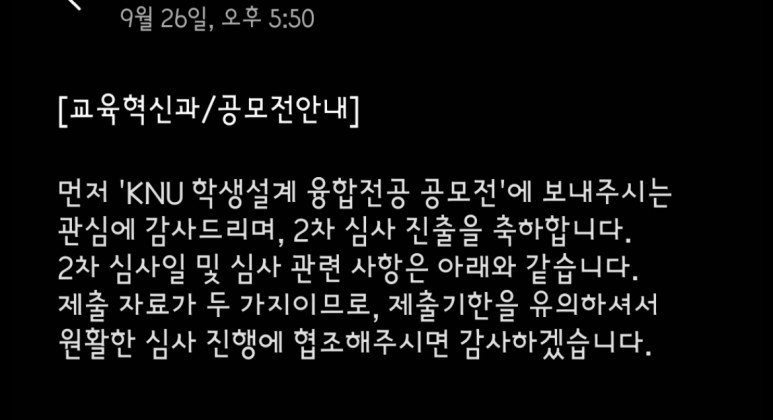 9월 26일, 오후 5:50
[교육혁신과/공모전안내]
먼저 'KNU 학생설계 융합전공 공모전'에 보내주시는
관심에 감사드리며, 2차 심사 진출을 축하합니다.
2차 심사일 및 심사 관련 사항은 아래와 같습니다.
제출 자료가 두 가지이므로, 제출기한을 유의하셔서
원활한 심사 진행에 협조해주시면 감사하겠습니다.